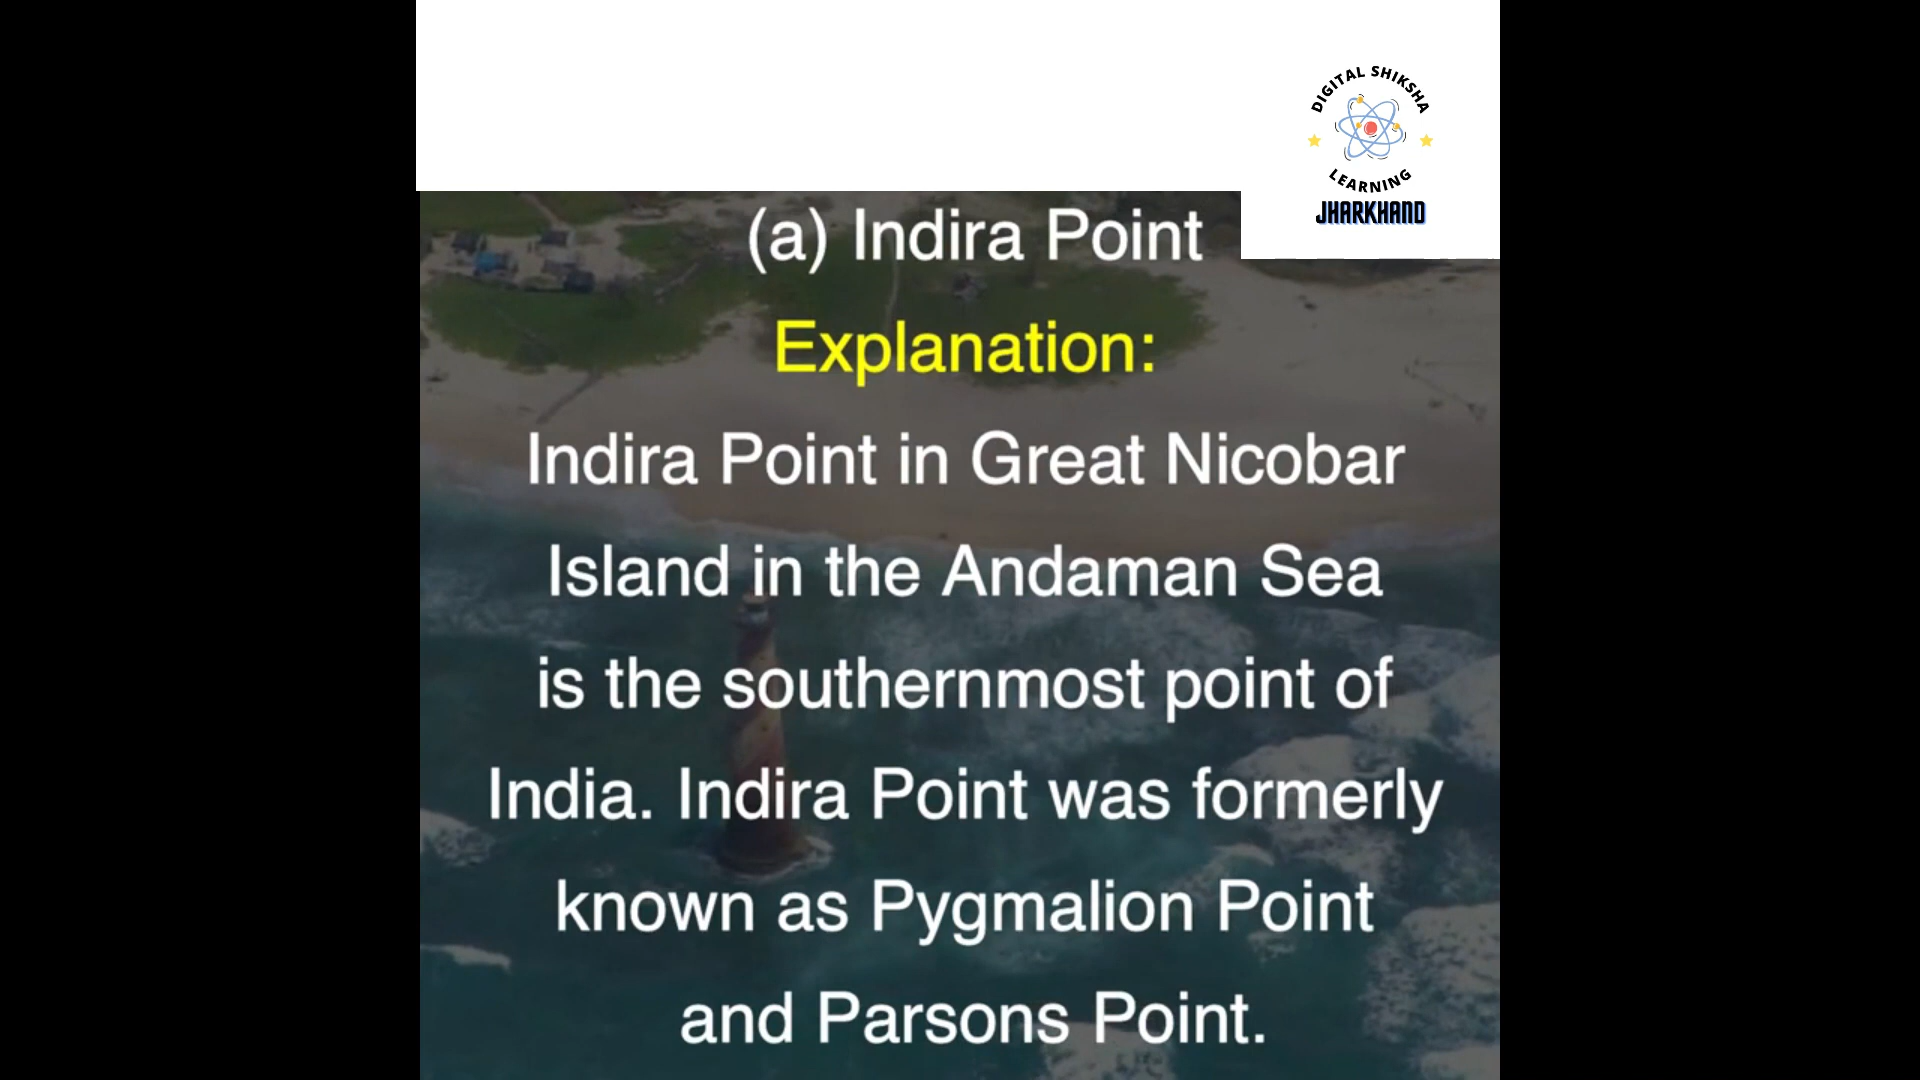 DIGITAL SHIKSHA
LEARNING
JHARKHAND
(a) Indira Point
Explanation:
Indira Point in Great Nicobar
Island in the Andaman Sea
is the southernmost point of
India. Indira Point was formerly
known as Pygmalion Point
and Parsons Point.